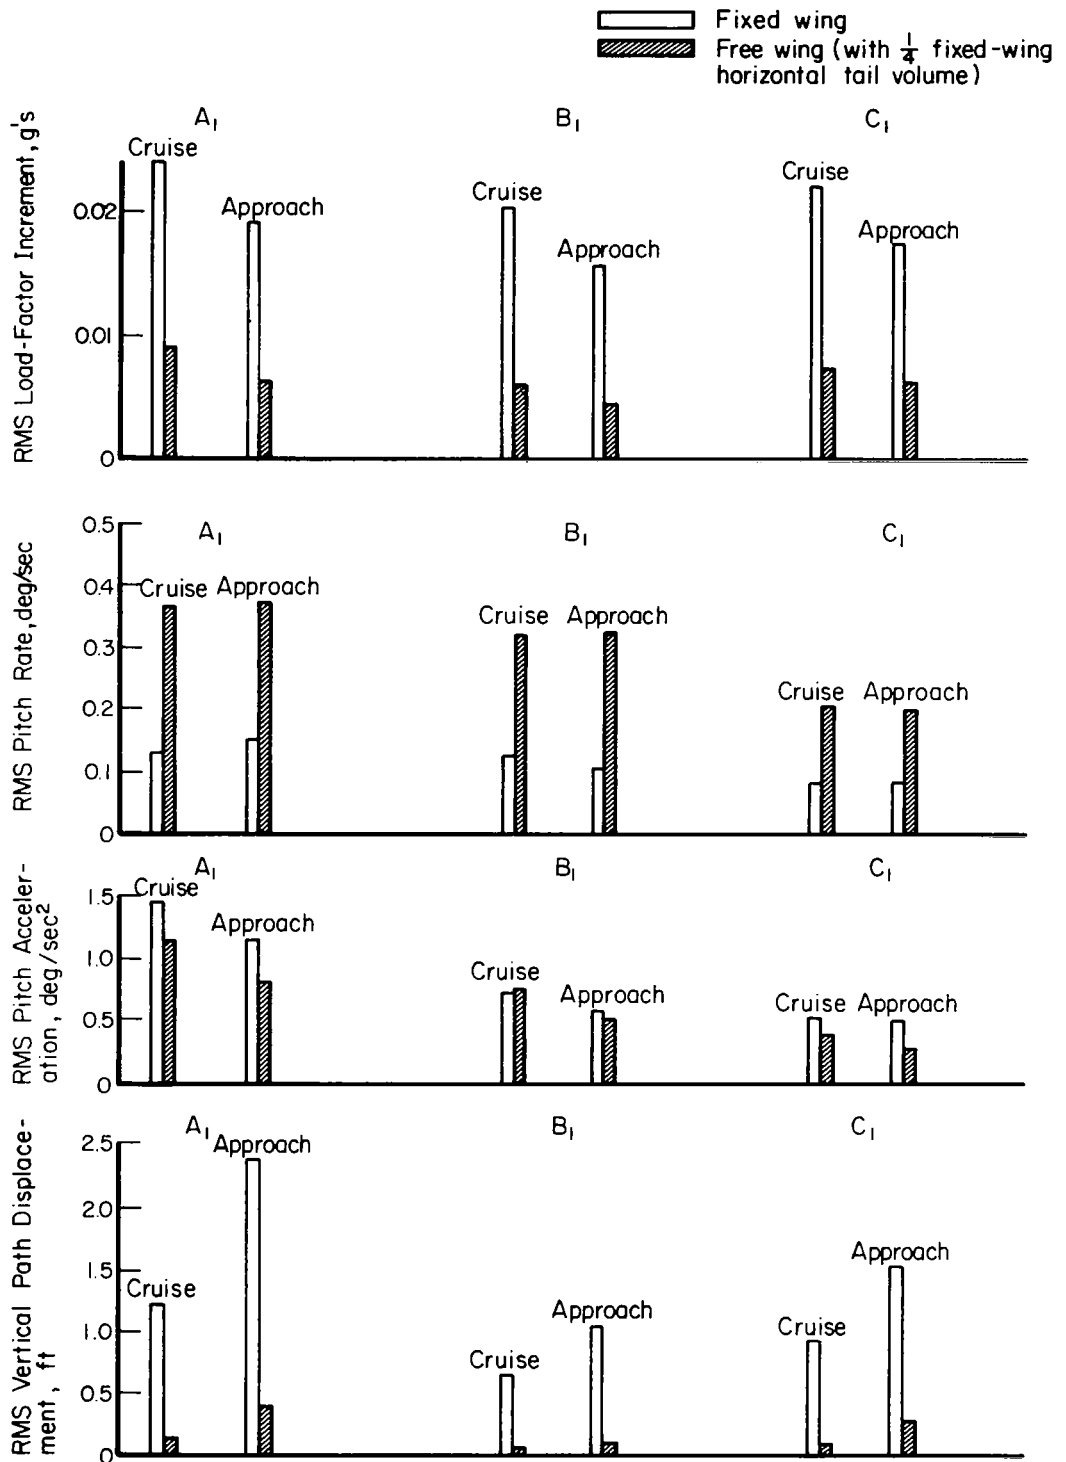 Fixed wing
Free wing (with 1/4 fixed-wing
horizontal tail volume)
RMS Load-Factor Increment, g's
A1
B1
C1
Cruise
Approach
Cruise
Approach
Cruise
Approach
0.02
0.01
0
RMS Pitch Rate, deg/sec
A1
B1
C1
0.5
0.4
0.3
0.2
0.1
0
Cruise Approach
Cruise Approach
Cruise Approach
RMS Pitch Acceler-
ation, deg/sec²
A1
B1
C1
1.5
1.0
0.5
0
Cruise
Approach
Cruise
Approach
Cruise Approach
RMS Vertical Path Displace-
ment, ft
A1
B1
C1
2.5
2.0
1.5
1.0
0.5
0
Cruise
Approach
Cruise
Approach
Cruise
Approach